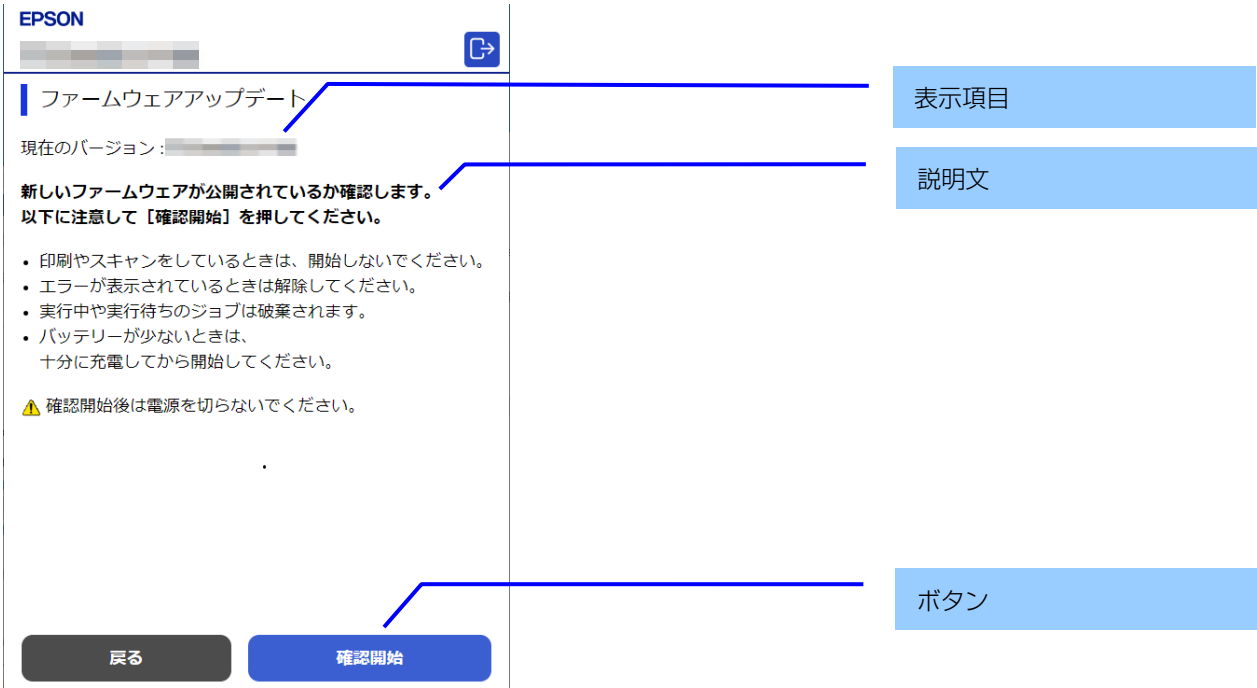 EPSON
ファームウェアアップデート
現在のバージョン :
新しいファームウェアが公開されているか確認します。
以下に注意して［確認開始］を押してください。
• 印刷やスキャンをしているときは、開始しないでください。
• エラーが表示されているときは解除してください。
• 実行中や実行待ちのジョブは破棄されます。
• バッテリーが少ないときは、
十分に充電してから開始してください。
確認開始後は電源を切らないでください。
戻る
確認開始
表示項目
説明文
ボタン